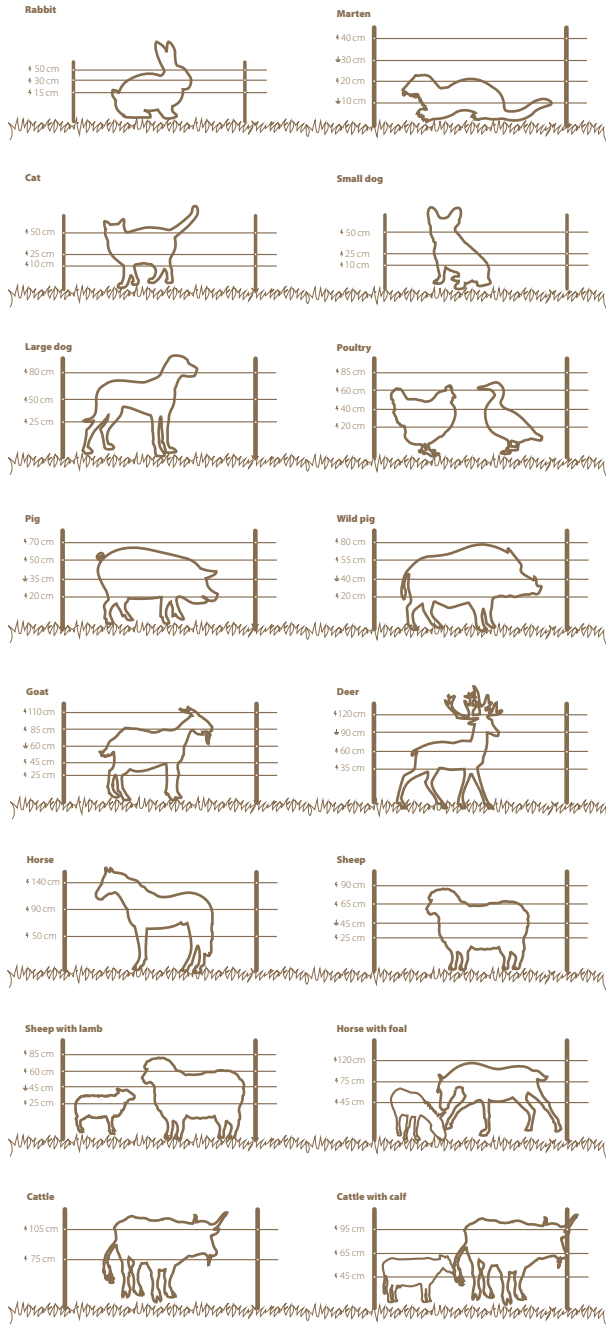 Rabbit
50 cm
30 cm
15 cm
Marten
40 cm
30 cm
20 cm
10 cm
Cat
50 cm
25 cm
10 cm
Small dog
50 cm
25 cm
10 cm
Large dog
80 cm
50 cm
25 cm
Poultry
85 cm
60 cm
40 cm
20 cm
Pig
70 cm
50 cm
35 cm
20 cm
Wild pig
80 cm
55 cm
40 cm
20 cm
Goat
110 cm
85 cm
60 cm
45 cm
25 cm
Deer
120 cm
90 cm
60 cm
35 cm
Horse
140 cm
90 cm
50 cm
Sheep
90 cm
65 cm
45 cm
25 cm
Sheep with lamb
85 cm
60 cm
45 cm
25 cm
Horse with foal
120 cm
75 cm
45 cm
Cattle
105 cm
75 cm
Cattle with calf
95 cm
65 cm
45 cm